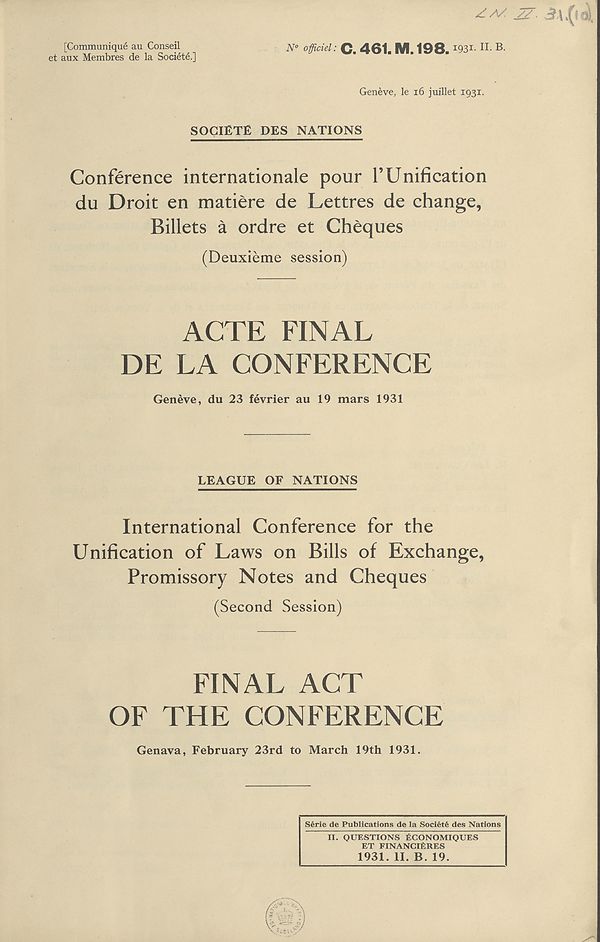 L.N. II. 31.(10).
[Communiqué au Conseil
et aux Membres de la Société.]
N° officiel: C. 461. M. 198. 1931. II. B.
Genève, le 16 juillet 1931.
SOCIÉTÉ DES NATIONS
Conférence internationale pour l'Unification
du Droit en matière de Lettres de change,
Billets à ordre et Chèques
(Deuxième session)
ACTE FINAL
DE LA CONFERENCE
Genève, du 23 février au 19 mars 1931
LEAGUE OF NATIONS
International Conference for the
Unification of Laws on Bills of Exchange,
Promissory Notes and Cheques
(Second Session)
FINAL ACT
OF THE CONFERENCE
Genava, February 23rd to March 19th 1931.
Série de Publications de la Société des Nations
II. QUESTIONS ÉCONOMIQUES
ET FINANCIÈRES
1931. II. B. 19.